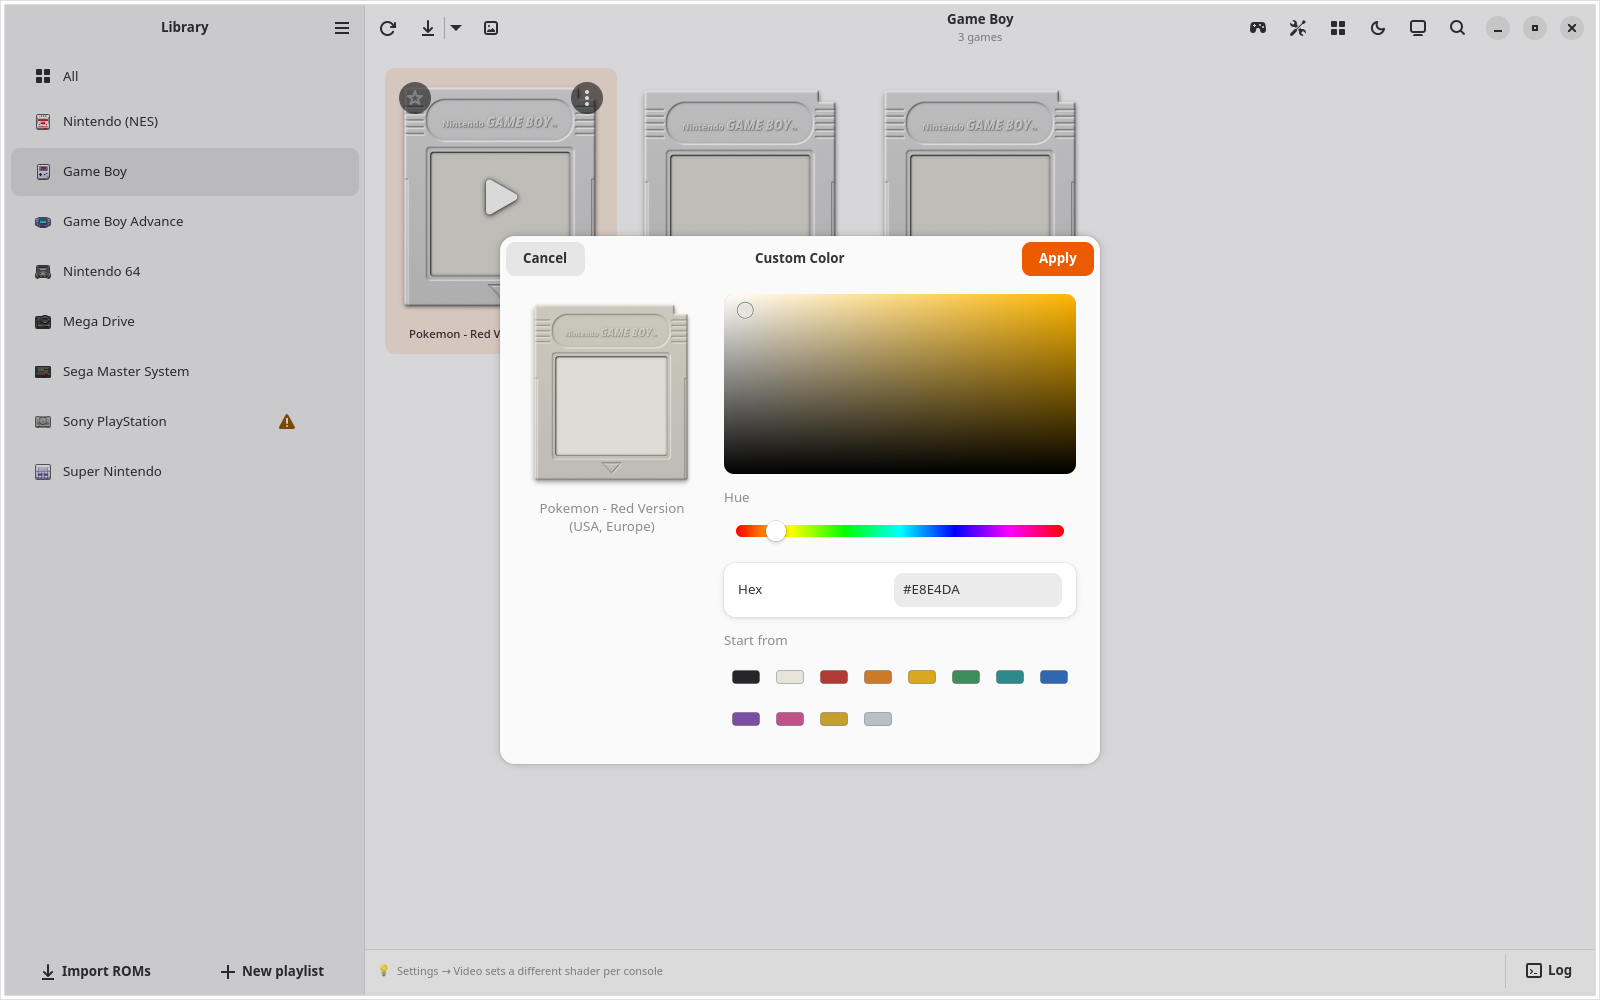 Library
All
Nintendo (NES)
Game Boy
Game Boy Advance
Nintendo 64
Mega Drive
Sega Master System
Sony PlayStation
Super Nintendo
Import ROMs
New playlist
Game Boy
3 games
Nintendo GAME BOY
Nintendo GAME BOY
Nintendo GAME BOY
Pokemon - Red V
Cancel
Custom Color
Apply
Nintendo GAME BOY
Pokemon - Red Version
(USA, Europe)
Hue
Hex
#E8E4DA
Start from
Settings → Video sets a different shader per console
Log